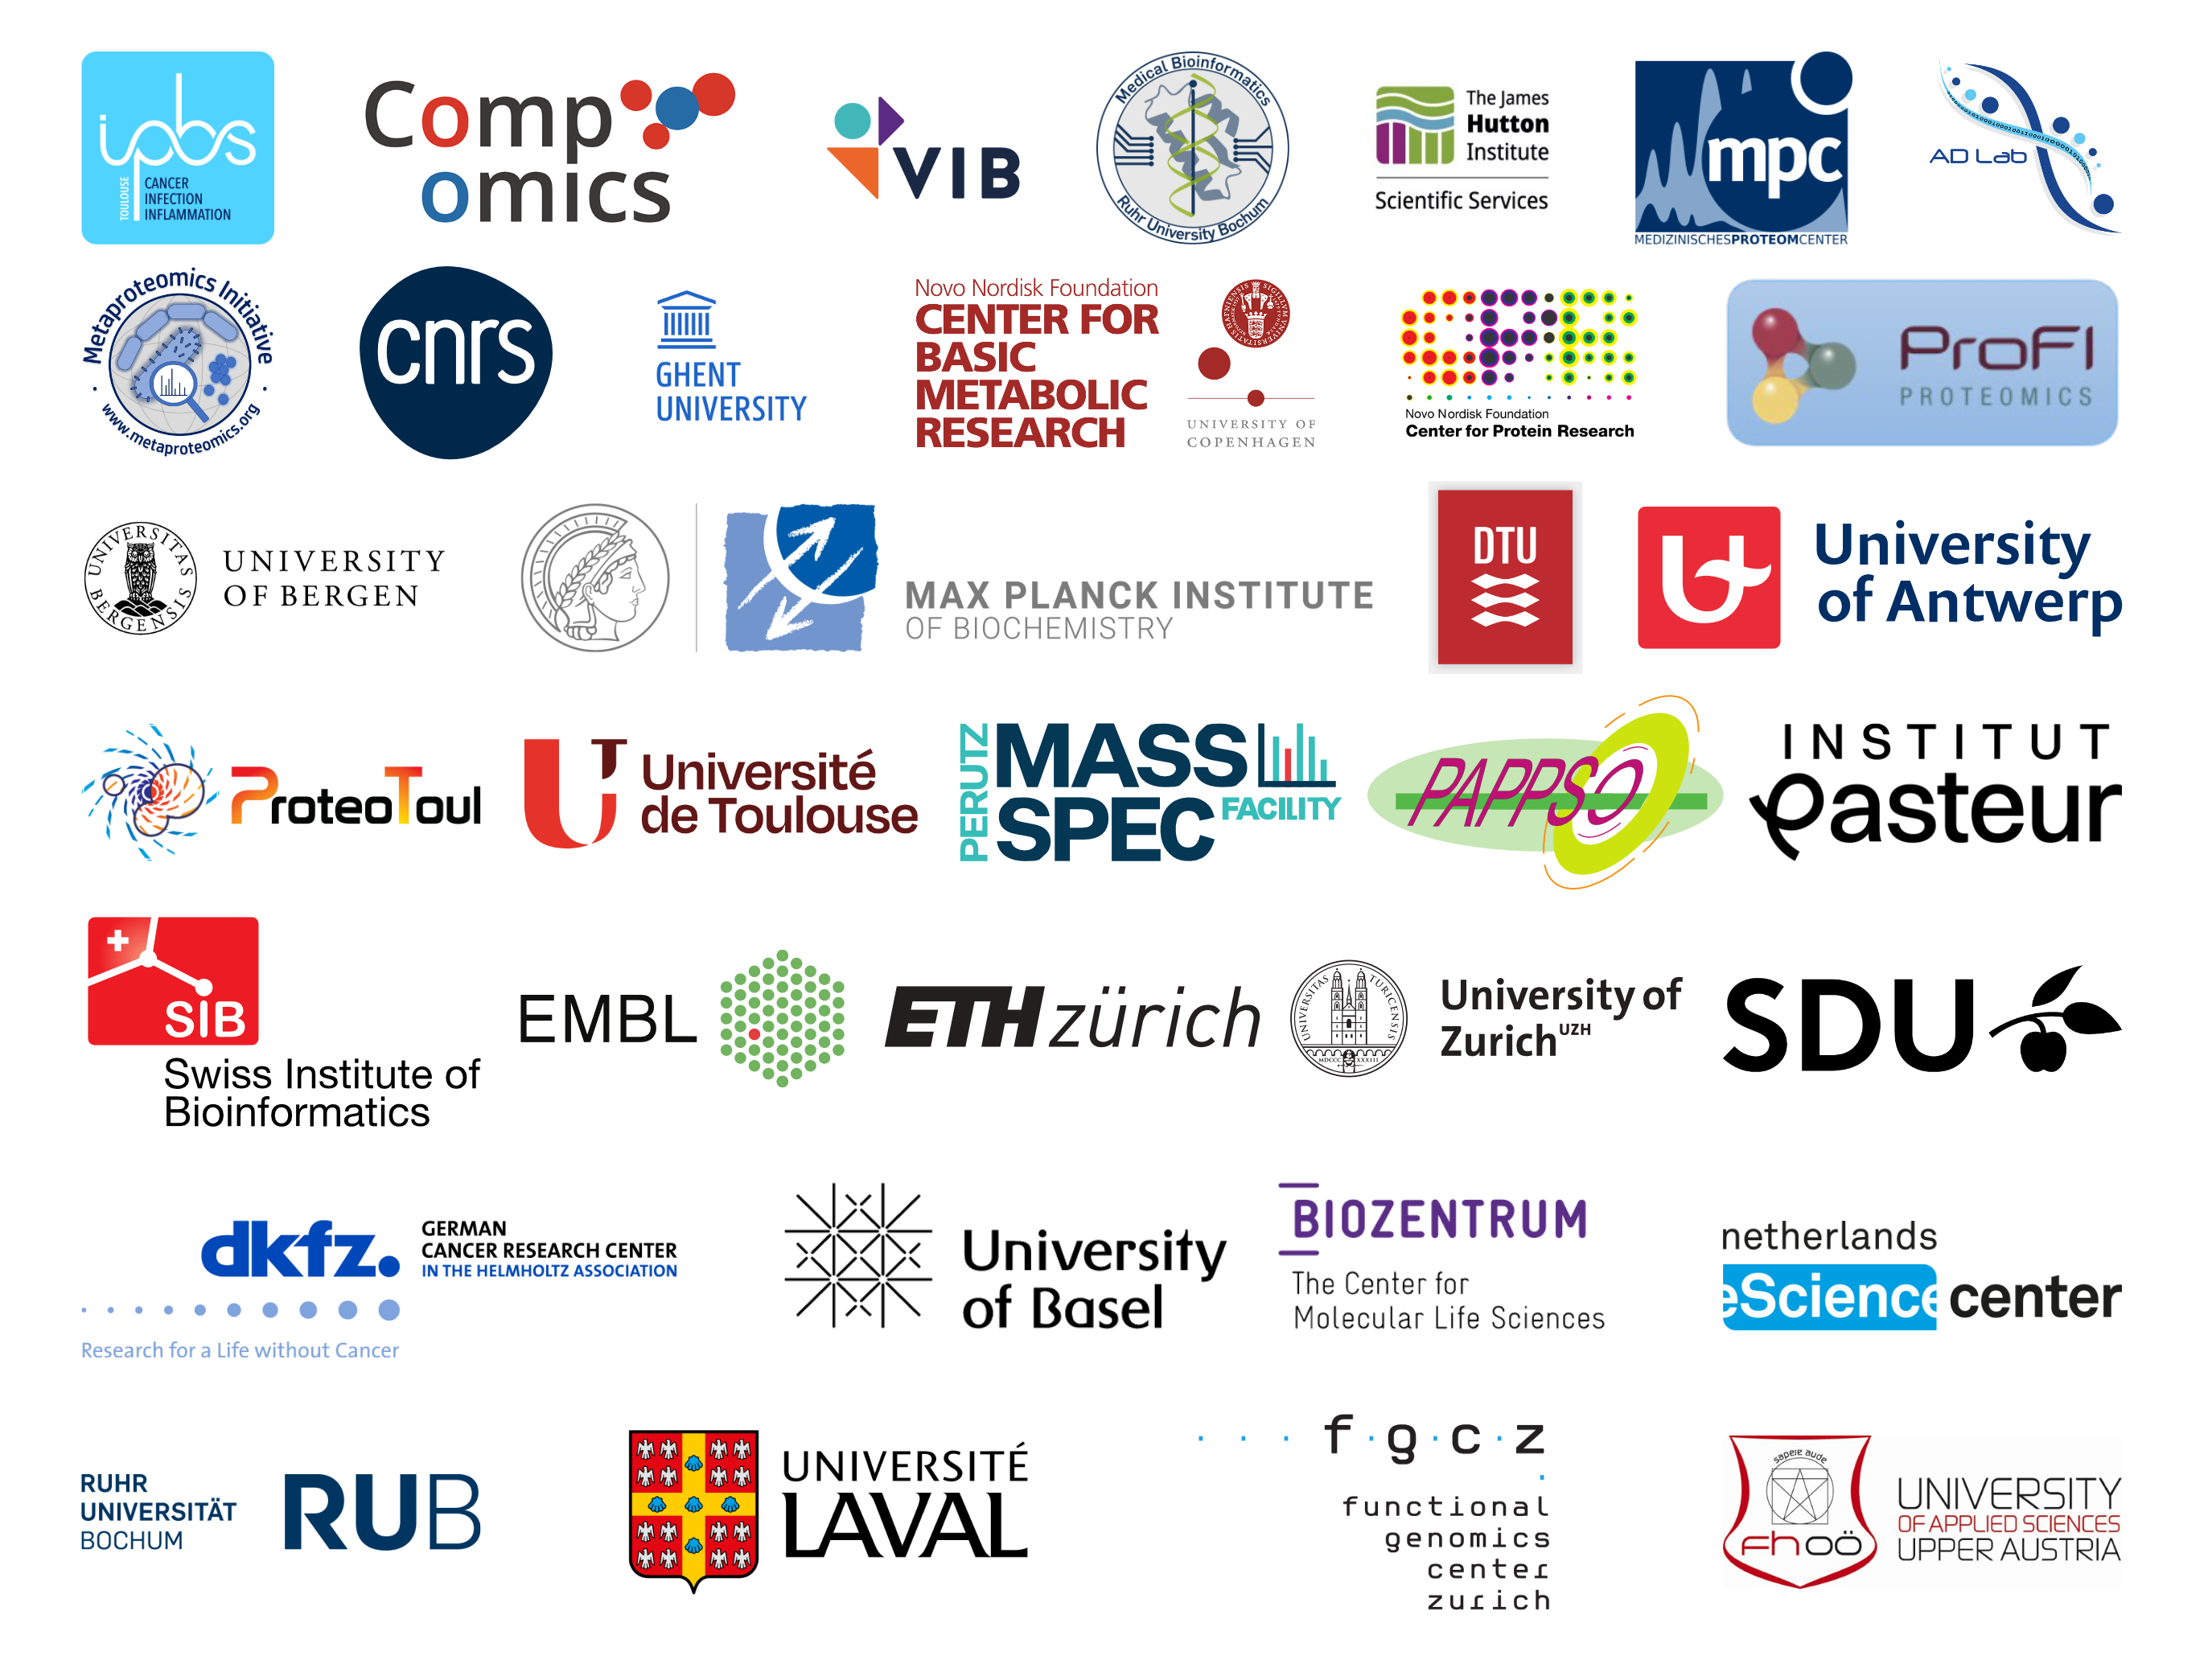 ipbs
TOULOUSE
CANCER
INFECTION
INFLAMMATION
Comp
omics
VIB
Medical Bioinformatics
Ruhr University Bochum
The James
Hutton
Institute
Scientific Services
mpc
MEDIZINISCHESPROTEOMCENTER
AD Lab
Metaproteomics Initiative
· www.metaproteomics.org ·
cnrs
GHENT
UNIVERSITY
Novo Nordisk Foundation
CENTER FOR
BASIC
METABOLIC
RESEARCH
UNIVERSITY OF
COPENHAGEN
CPR
Novo Nordisk Foundation
Center for Protein Research
ProFI
PROTEOMICS
UNIVERSITAS
BERGENSIS
UNIVERSITY
OF BERGEN
MAX PLANCK INSTITUTE
OF BIOCHEMISTRY
DTU
University
of Antwerp
ProteoToul
Université
de Toulouse
PERUTZ
MASS
SPEC
FACILITY
PAPPSO
INSTITUT
Pasteur
SIB
Swiss Institute of
Bioinformatics
EMBL
ETH zürich
UNIVERSITAS TURICENSIS
MDCCC XXXIII
University of
Zurich UZH
SDU
dkfz.
GERMAN
CANCER RESEARCH CENTER
IN THE HELMHOLTZ ASSOCIATION
Research for a Life without Cancer
University
of Basel
BIOZENTRUM
The Center for
Molecular Life Sciences
netherlands
eScience center
RUHR
UNIVERSITÄT
BOCHUM
RUB
UNIVERSITÉ
LAVAL
f·g·c·z
functional
genomics
center
zurich
sapere aude
fhoö
UNIVERSITY
OF APPLIED SCIENCES
UPPER AUSTRIA